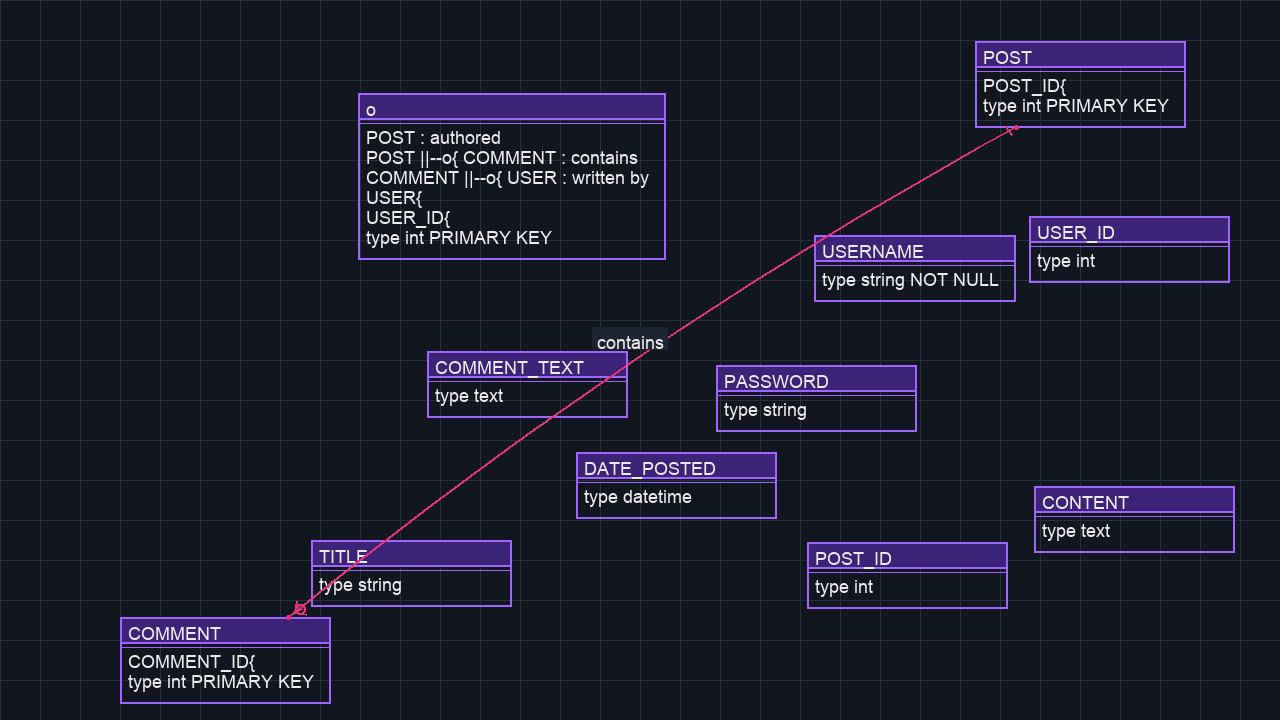 POST
POST_ID{
type int PRIMARY KEY
o
POST : authored
POST ||--o{ COMMENT : contains
COMMENT ||--o{ USER : written by
USER{
USER_ID{
type int PRIMARY KEY
USERNAME
type string NOT NULL
USER_ID
type int
contains
COMMENT_TEXT
type text
PASSWORD
type string
DATE_POSTED
type datetime
CONTENT
type text
TITLE
type string
POST_ID
type int
COMMENT
COMMENT_ID{
type int PRIMARY KEY